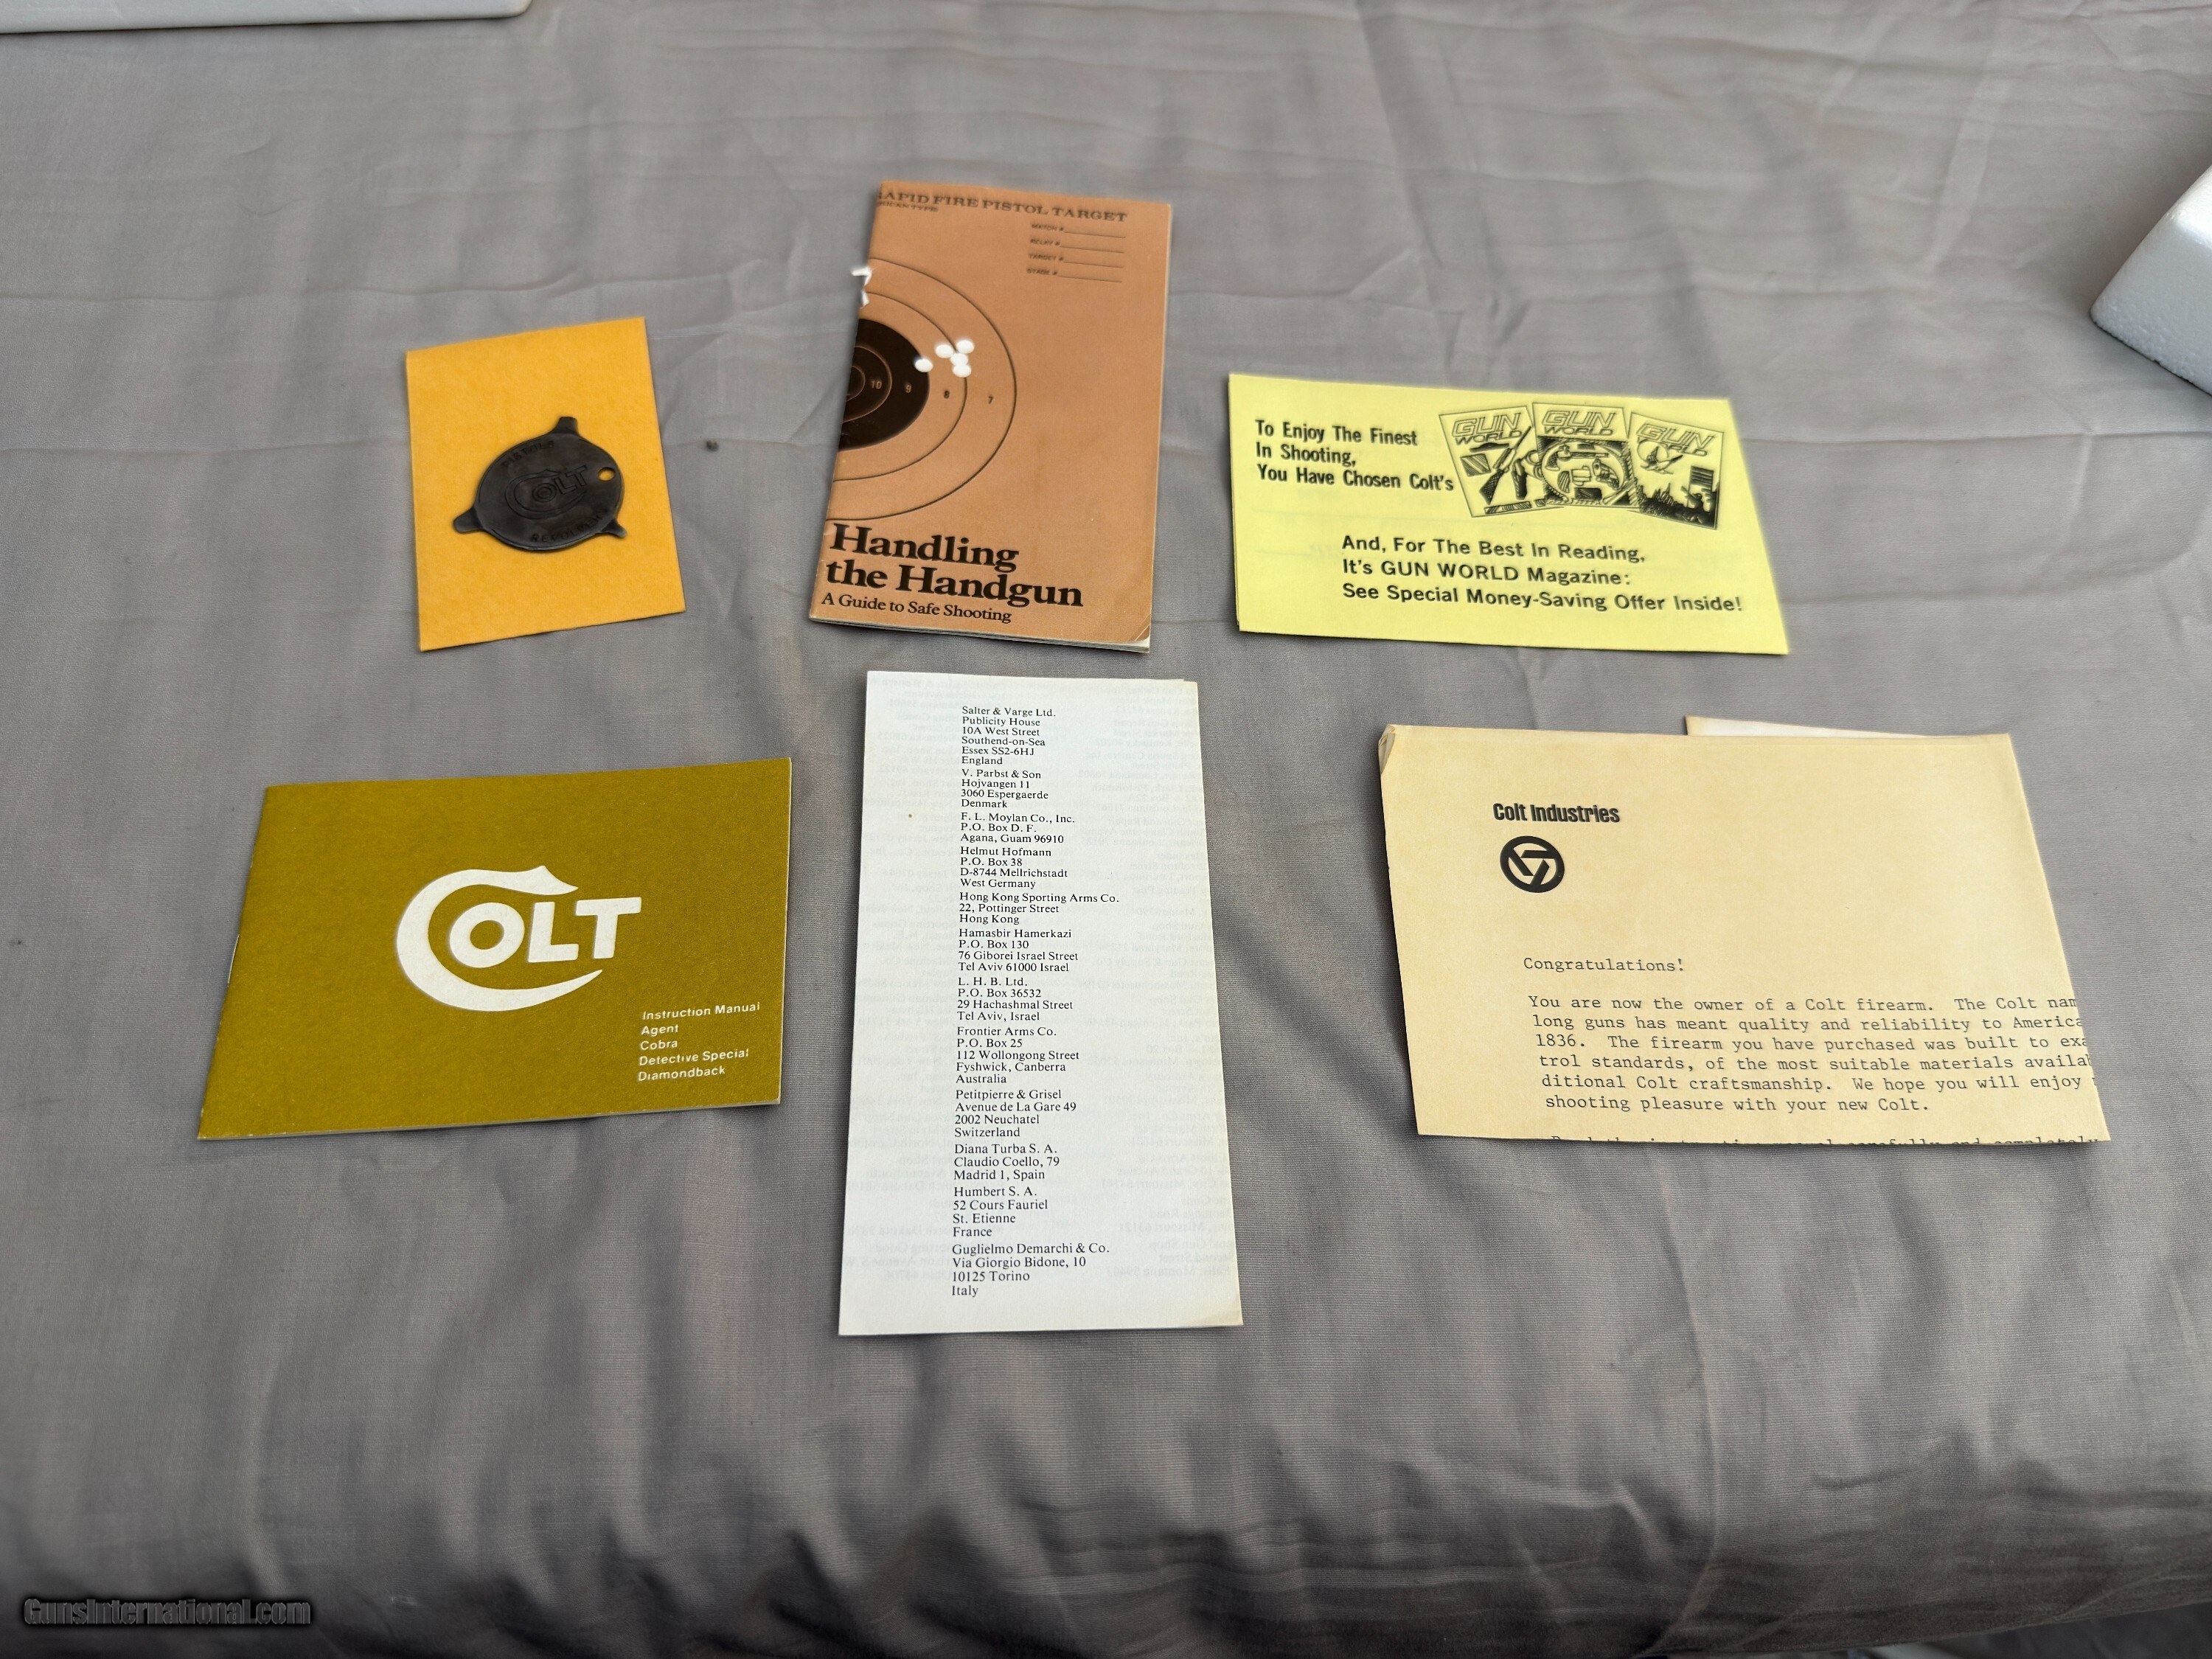 COLT
RAPID FIRE PISTOL TARGET
MATCH #
RELAY #
TARGET #
STAGE #
10 9 8 7
Handling
the Handgun
A Guide to Safe Shooting
To Enjoy The Finest
In Shooting,
You Have Chosen Colt's
GUN WORLD
GUN WORLD
GUN
And, For The Best In Reading,
It's GUN WORLD Magazine:
See Special Money-Saving Offer Inside!
COLT
Instruction Manual
Agent
Cobra
Detective Special
Diamondback
Salter & Varge Ltd.
Publicity House
10A West Street
Southend-on-Sea
Essex SS2-6HJ
England
V. Parbst & Son
Hojvangen 11
3060 Espergaerde
Denmark
F. L. Moylan Co., Inc.
P.O. Box D. F.
Agana, Guam 96910
Helmut Hofmann
P.O. Box 38
D-8744 Mellrichstadt
West Germany
Hong Kong Sporting Arms Co.
22, Pottinger Street
Hong Kong
Hamasbir Hamerkazi
P.O. Box 130
76 Giborei Israel Street
Tel Aviv 61000 Israel
L. H. B. Ltd.
P.O. Box 36532
29 Hachashmal Street
Tel Aviv, Israel
Frontier Arms Co.
P.O. Box 25
112 Wollongong Street
Fyshwick, Canberra
Australia
Petitpierre & Grisel
Avenue de La Gare 49
2002 Neuchatel
Switzerland
Diana Turba S. A.
Claudio Coello, 79
Madrid 1, Spain
Humbert S. A.
52 Cours Fauriel
St. Etienne
France
Guglielmo Demarchi & Co.
Via Giorgio Bidone, 10
10125 Torino
Italy
Colt Industries
Congratulations!
You are now the owner of a Colt firearm. The Colt nam
long guns has meant quality and reliability to America
1836. The firearm you have purchased was built to exa
trol standards, of the most suitable materials availab
ditional Colt craftsmanship. We hope you will enjoy
shooting pleasure with your new Colt.
GunsInternational.com